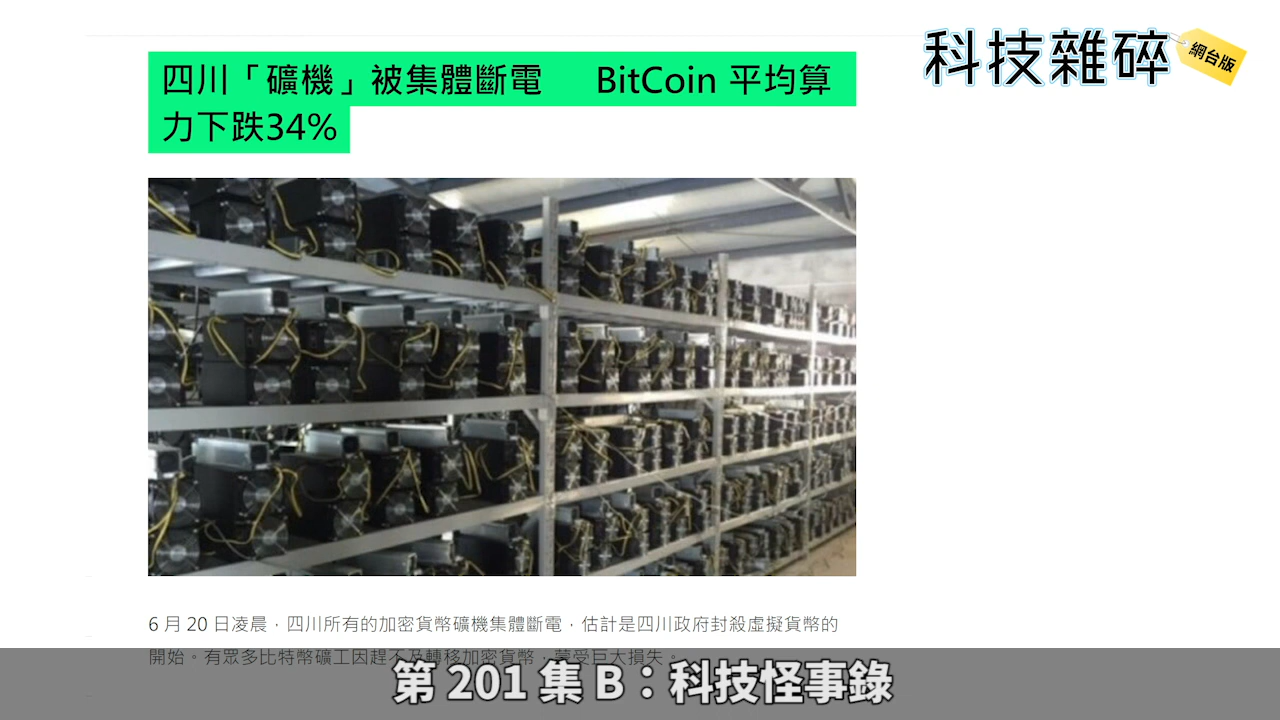 科技雜碎
網台版
四川「礦機」被集體斷電 BitCoin 平均算
力下跌34%
6 月 20 日凌晨，四川所有的加密貨幣礦機集體斷電，估計是四川政府封殺虛擬貨幣的
開始。有眾多比特幣礦工因趕不及轉移加密貨幣，蒙受巨大損失。
第 201 集 B：科技怪事錄